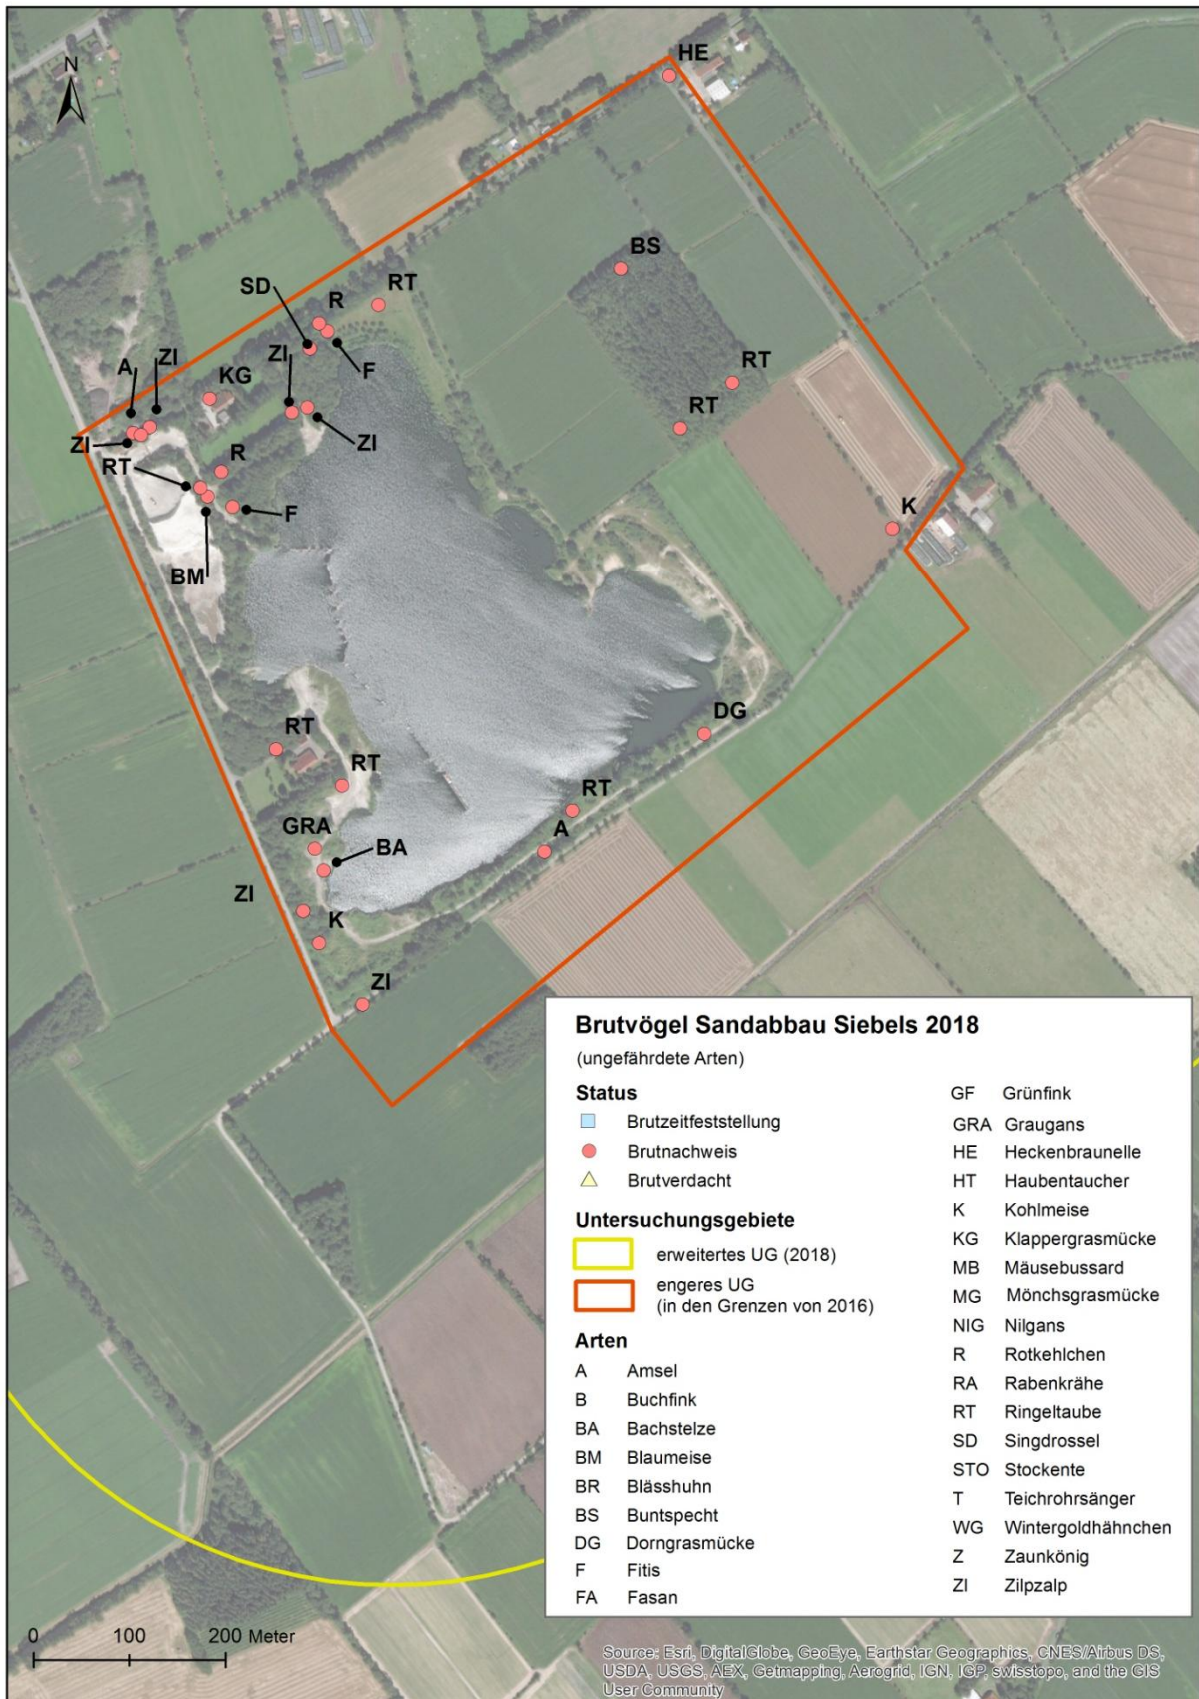 N
HE
BS
SD
R
RT
A
ZI
KG
ZI
F
RT
ZI
RT
ZI
RT
R
F
K
BM
DG
RT
RT
RT
A
GRA
BA
ZI
K
ZI
Brutvögel Sandabbau Siebels 2018
(ungefährdete Arten)
Status
Brutzeitfeststellung
Brutnachweis
Brutverdacht
Untersuchungsgebiete
erweitertes UG (2018)
engeres UG
(in den Grenzen von 2016)
Arten
A Amsel
B Buchfink
BA Bachstelze
BM Blaumeise
BR Blässhuhn
BS Buntspecht
DG Dorngrasmücke
F Fitis
FA Fasan
GF Grünfink
GRA Graugans
HE Heckenbraunelle
HT Haubentaucher
K Kohlmeise
KG Klappergrasmücke
MB Mäusebussard
MG Mönchsgrasmücke
NIG Nilgans
R Rotkehlchen
RA Rabenkrähe
RT Ringeltaube
SD Singdrossel
STO Stockente
T Teichrohrsänger
WG Wintergoldhähnchen
Z Zaunkönig
ZI Zilpzalp
0 100 200 Meter
Source: Esri, DigitalGlobe, GeoEye, Earthstar Geographics, CNES/Airbus DS,
USDA, USGS, AEX, Getmapping, Aerogrid, IGN, IGP, swisstopo, and the GIS
User Community